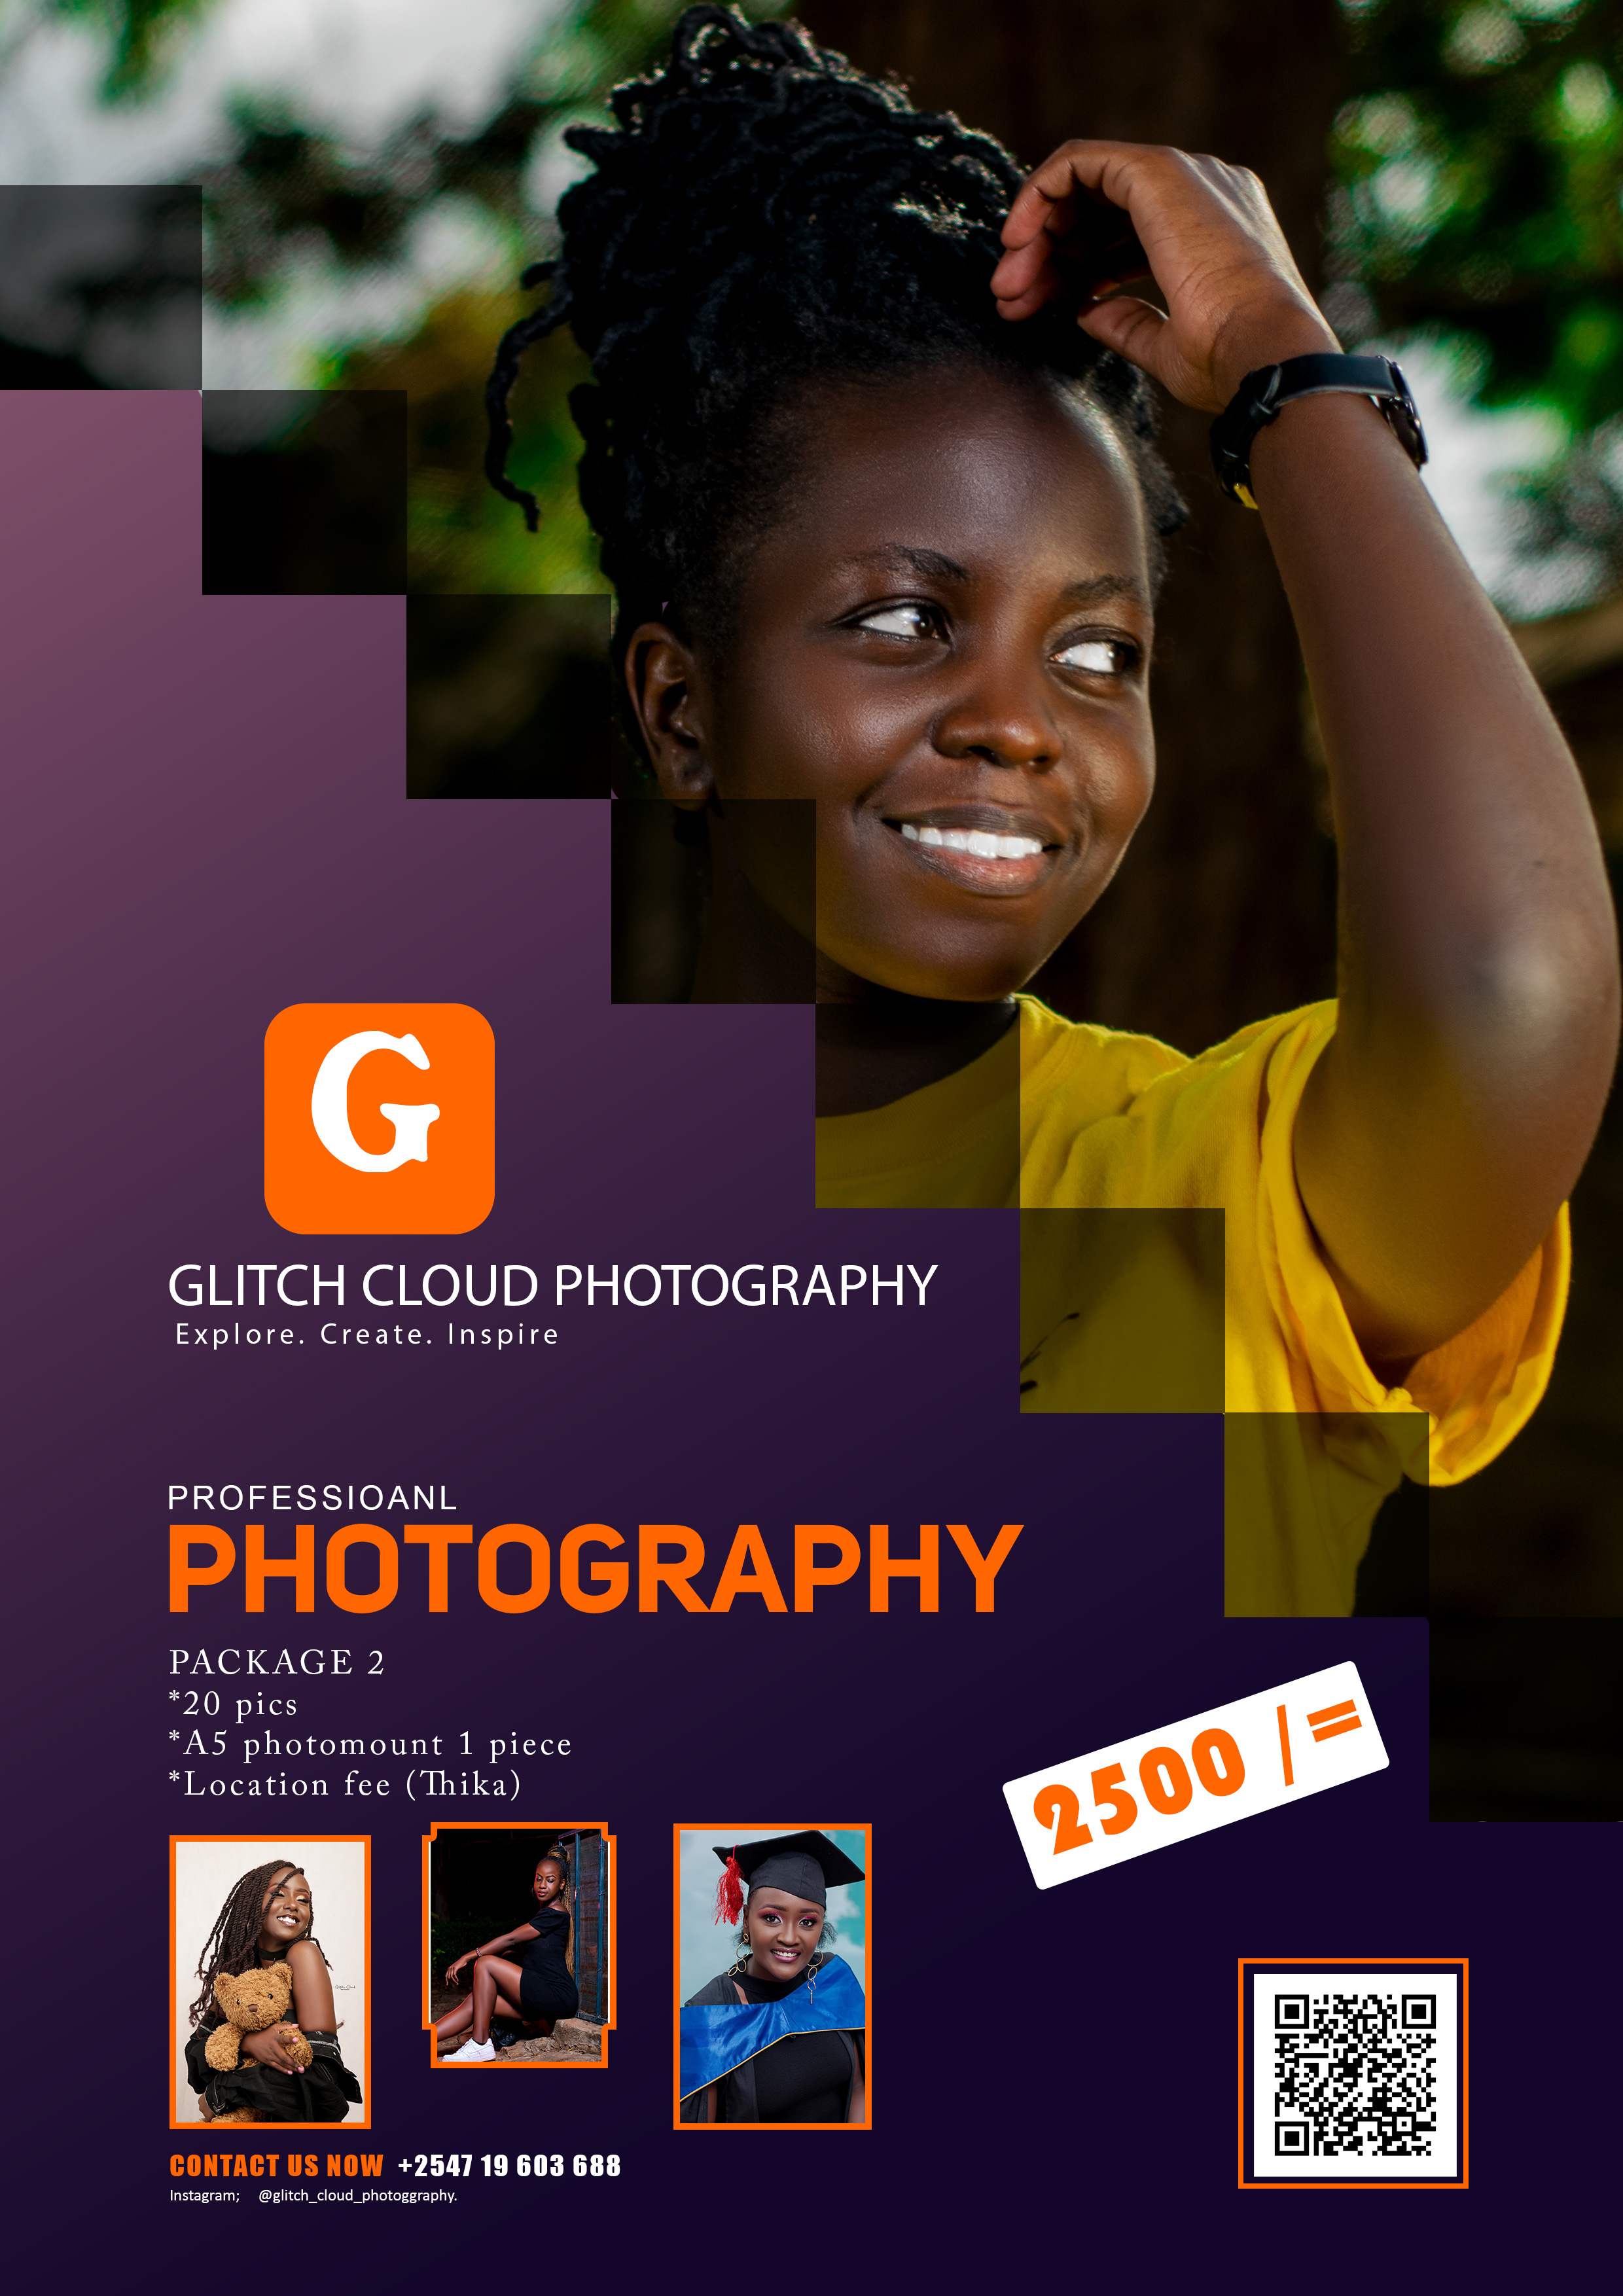 G
GLITCH CLOUD PHOTOGRAPHY
Explore. Create. Inspire
PROFESSIOANL
PHOTOGRAPHY
PACKAGE 2
*20 pics
*A5 photomount 1 piece
*Location fee (Thika)
2500 /=
CONTACT US NOW +2547 19 603 688
Instagram; @glitch_cloud_photoggraphy.